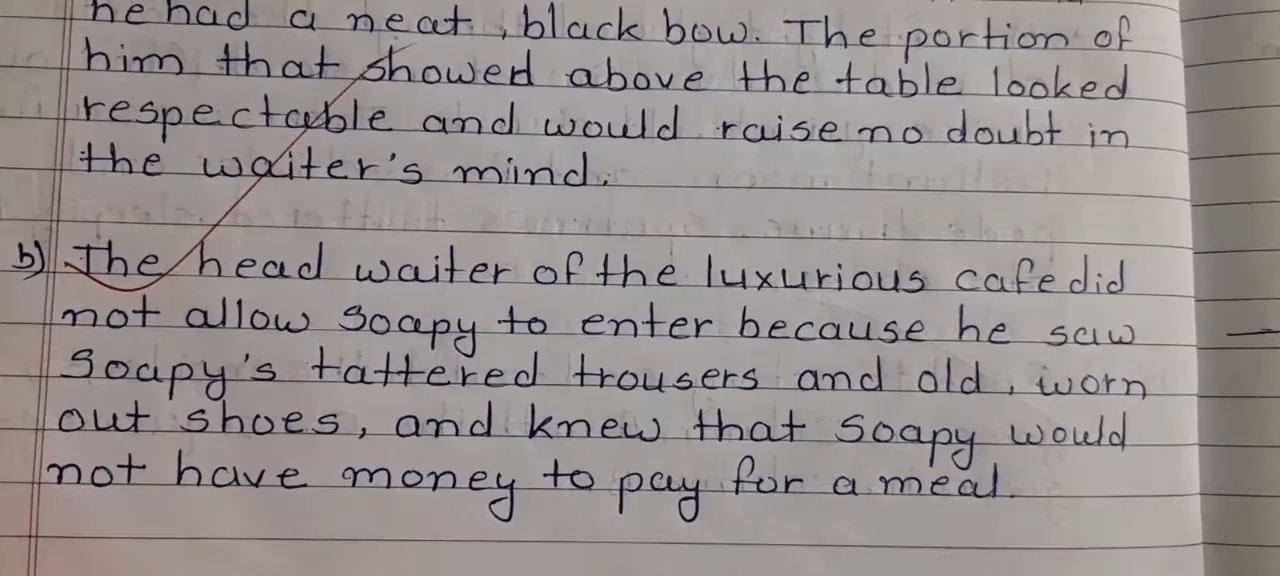 he had a neat, black bow. The portion of
him that showed above the table looked
respectable and would raise no doubt in
the waiter's mind.
b) The head waiter of the luxurious cafe did
not allow Soapy to enter because he saw
Soapy's tattered trousers and old, worn
out shoes, and knew that Soapy would
not have money to pay for a meal.